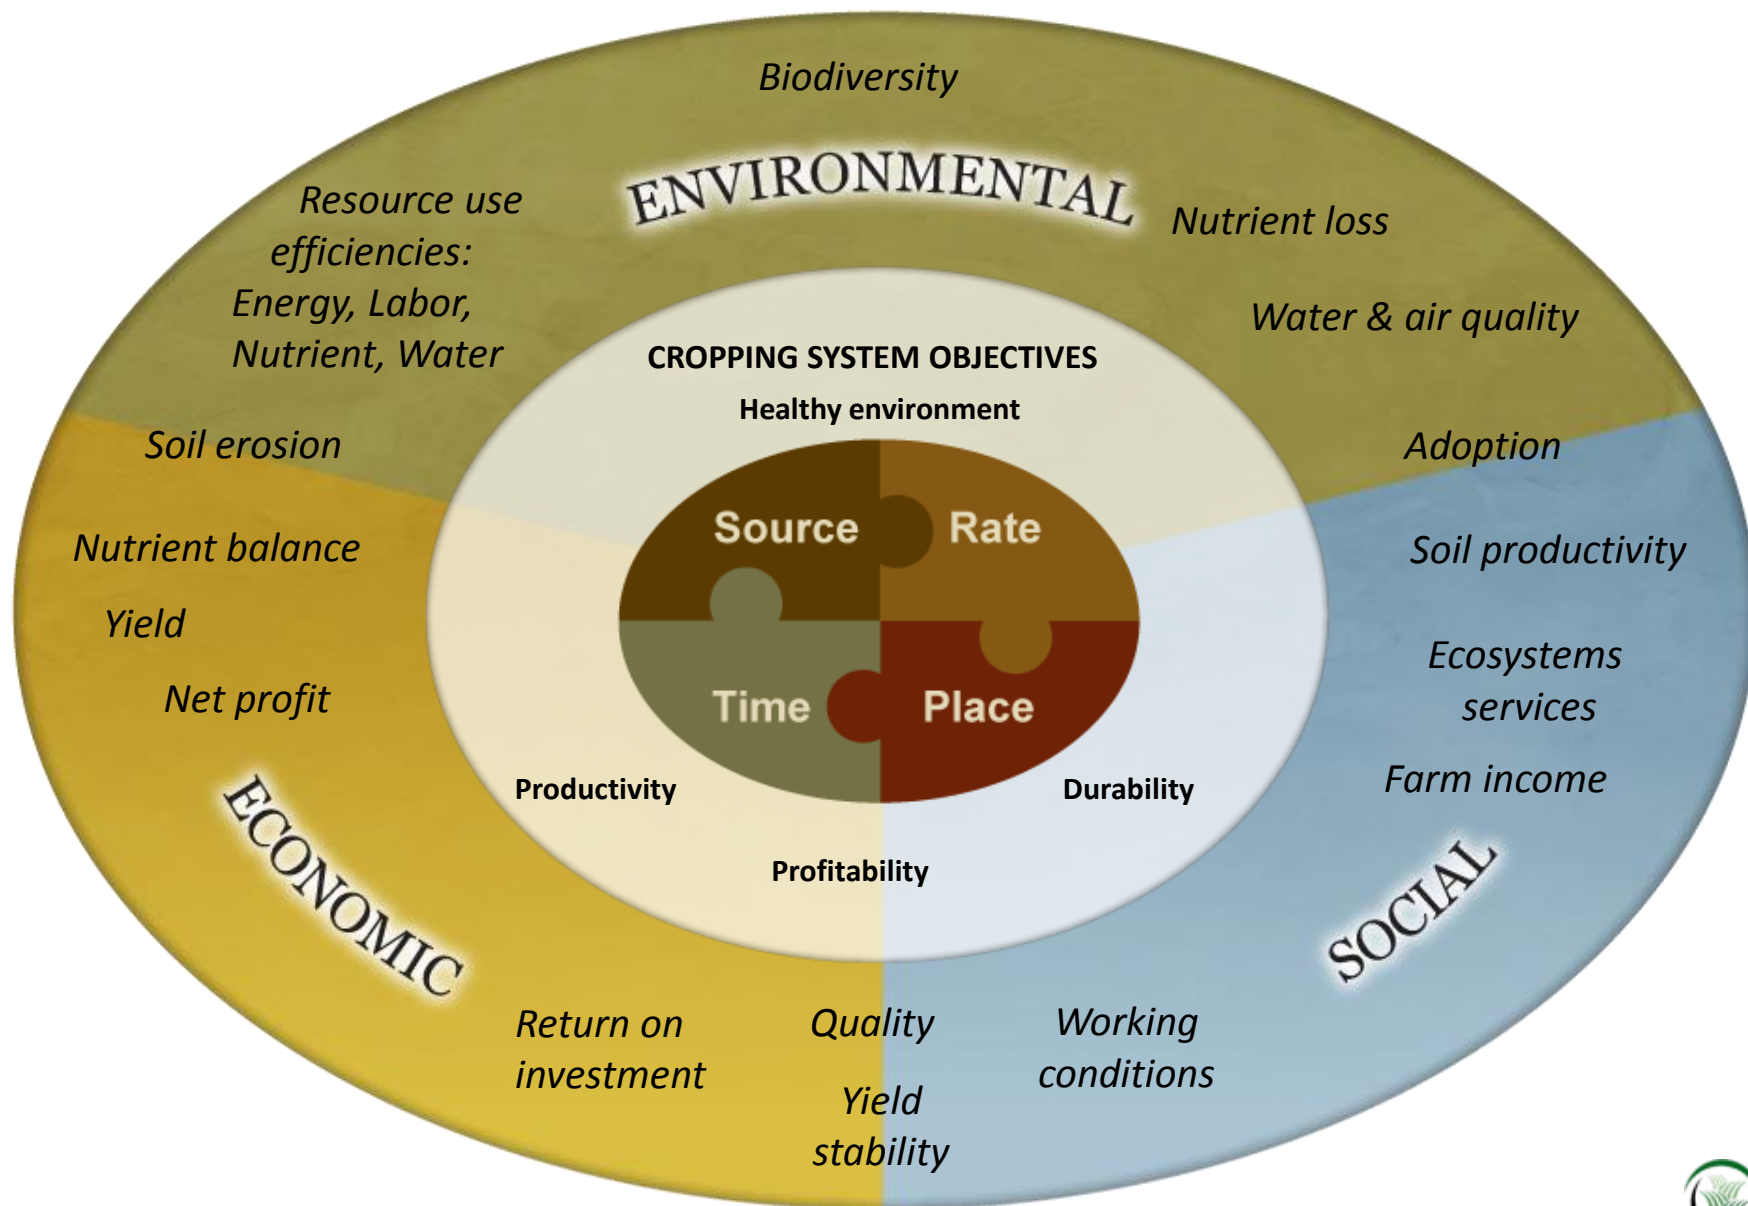 Biodiversity
ENVIRONMENTAL
Resource use
efficiencies:
Energy, Labor,
Nutrient, Water
Nutrient loss
Water & air quality
CROPPING SYSTEM OBJECTIVES
Healthy environment
Soil erosion
Adoption
Source
Rate
Nutrient balance
Soil productivity
Yield
Ecosystems
services
Net profit
Time
Place
Farm income
Productivity
Durability
Profitability
ECONOMIC
SOCIAL
Return on
investment
Quality
Working
conditions
Yield
stability